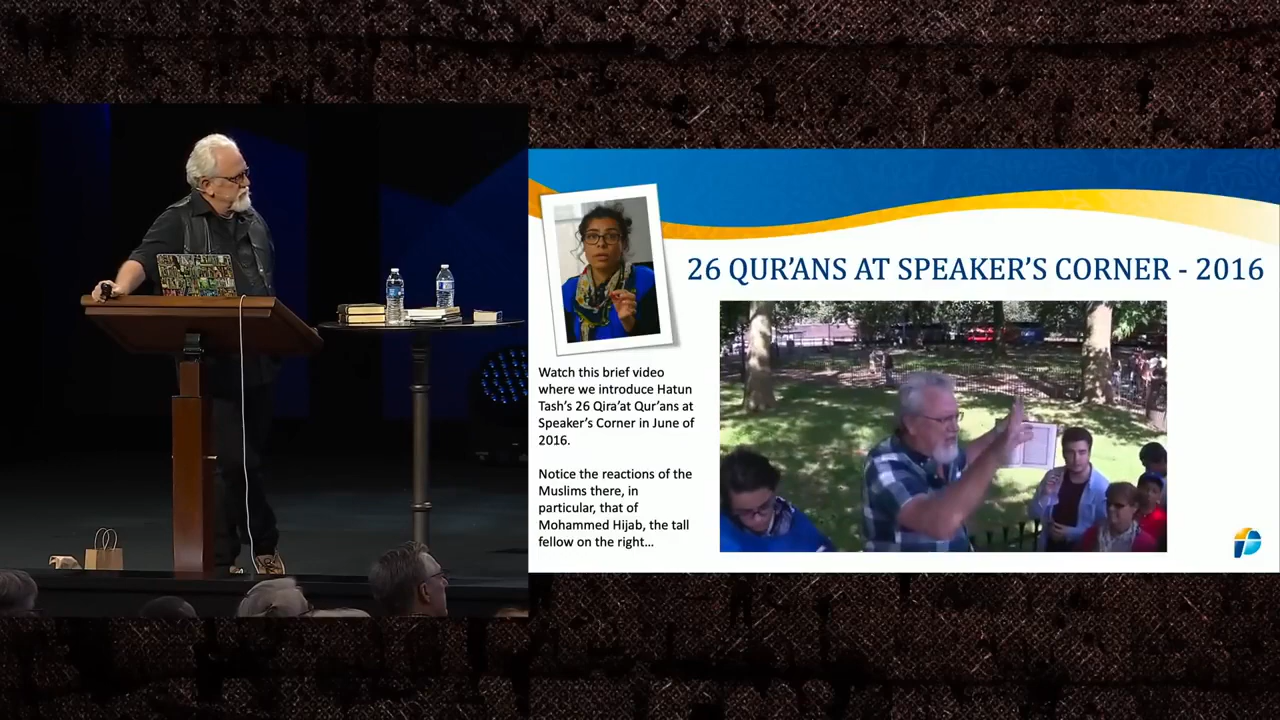 26 QUR'ANS AT SPEAKER'S CORNER - 2016
Watch this brief video
where we introduce Hatun
Tash's 26 Qira'at Qur'ans at
Speaker's Corner in June of
2016.
Notice the reactions of the
Muslims there, in
particular, that of
Mohammed Hijab, the tall
fellow on the right...